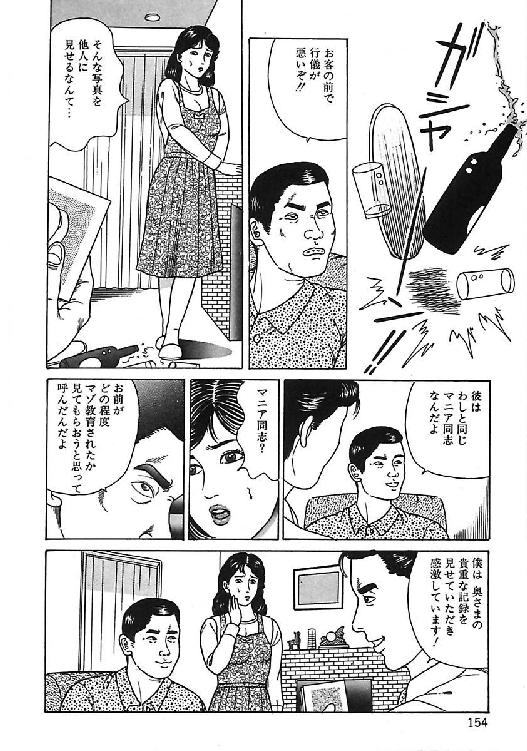 ガシャ
お客の前で
行儀が
悪いぞ!!
そんな写真を
他人に
見せるなんて…
彼は
わしと同じ
マニア同志
なんだよ
マニア同志?
お前が
どの程度
マゾ教育されたか
見てもらおうと思って
呼んだんだよ
僕は 奥さまの
貴重な記録を
見せていただき
感激しています!
154